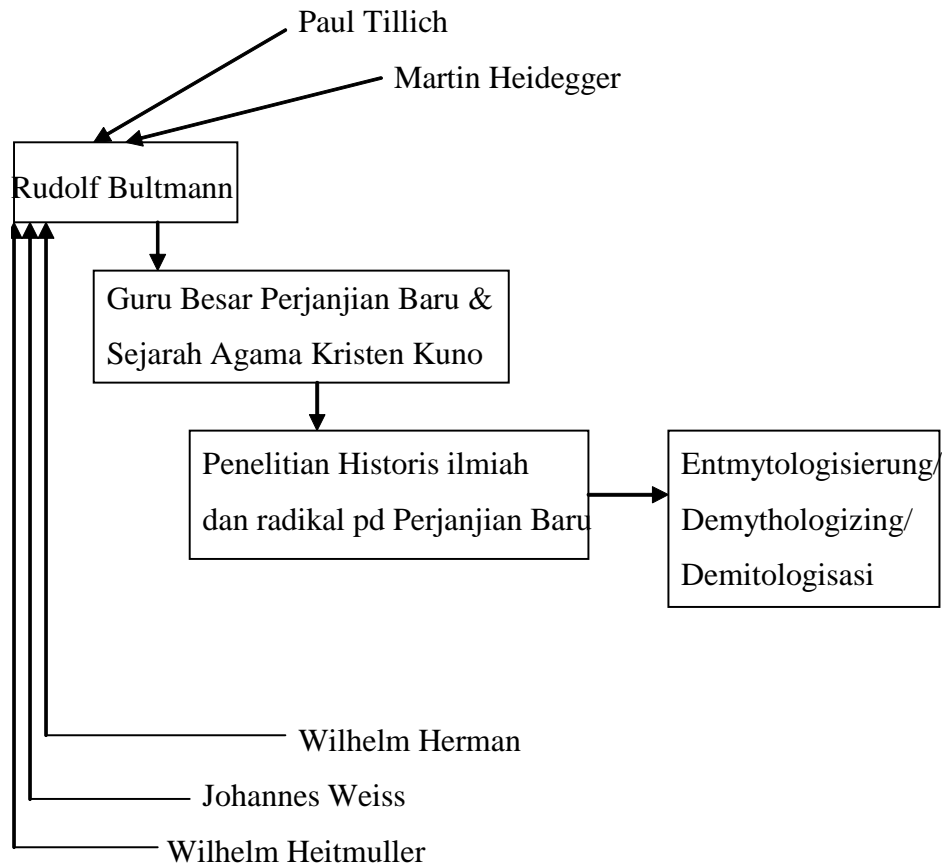 Paul Tillich
Martin Heidegger
Rudolf Bultmann
Guru Besar Perjanjian Baru &
Sejarah Agama Kristen Kuno
Penelitian Historis ilmiah
dan radikal pd Perjanjian Baru
Entmytologisierung/
Demythologizing/
Demitologisasi
Wilhelm Herman
Johannes Weiss
Wilhelm Heitmuller